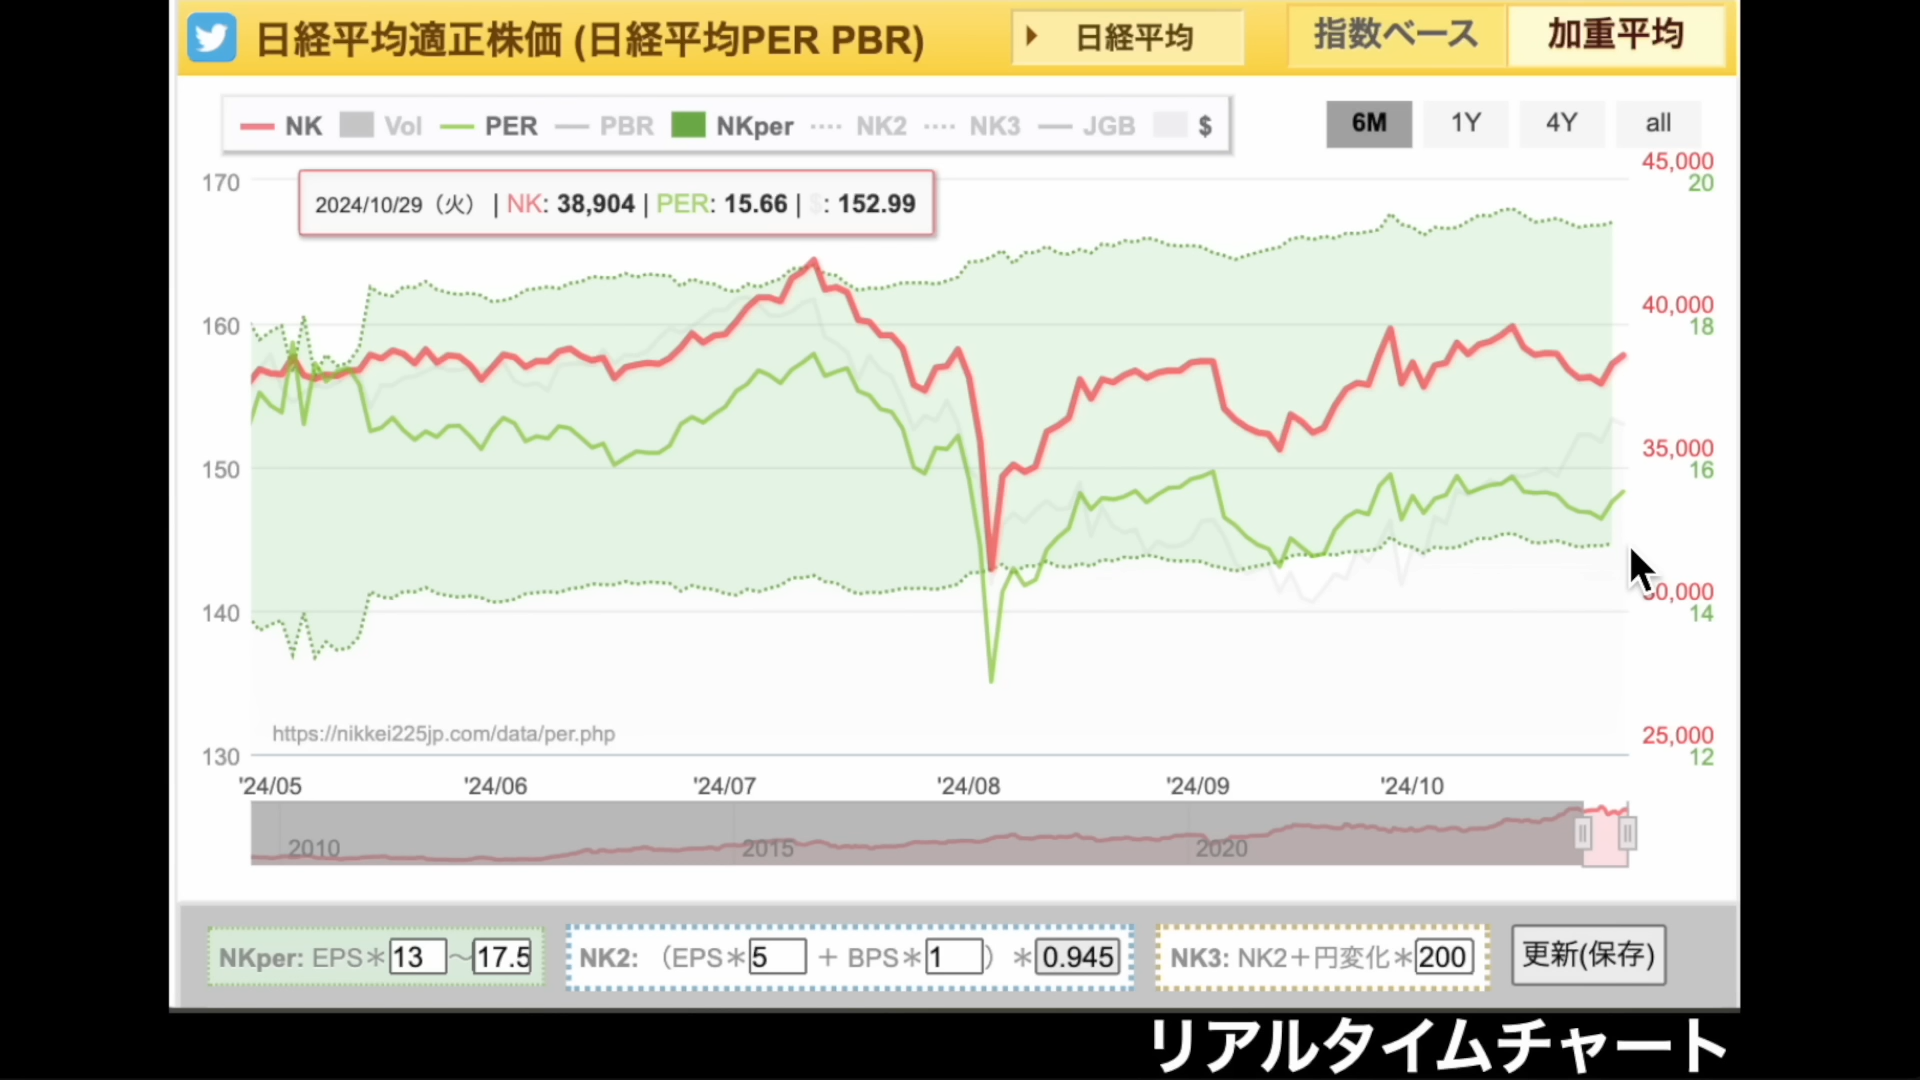 日経平均適正株価 (日経平均PER PBR)
日経平均
指数ベース
加重平均
NK Vol PER PBR NKper NK2 NK3 JGB $
6M 1Y 4Y all
2024/10/29（火） | NK: 38,904 | PER: 15.66 | $: 152.99
170
160
150
140
130
45,000
20
40,000
18
35,000
16
0,000
14
25,000
12
https://nikkei225jp.com/data/per.php
'24/05 '24/06 '24/07 '24/08 '24/09 '24/10
2010 2015 2020
NKper: EPS＊13 ～17.5
NK2: （EPS＊5 ＋ BPS＊1 ）＊0.945
NK3: NK2＋円変化＊200
更新(保存)
リアルタイムチャート